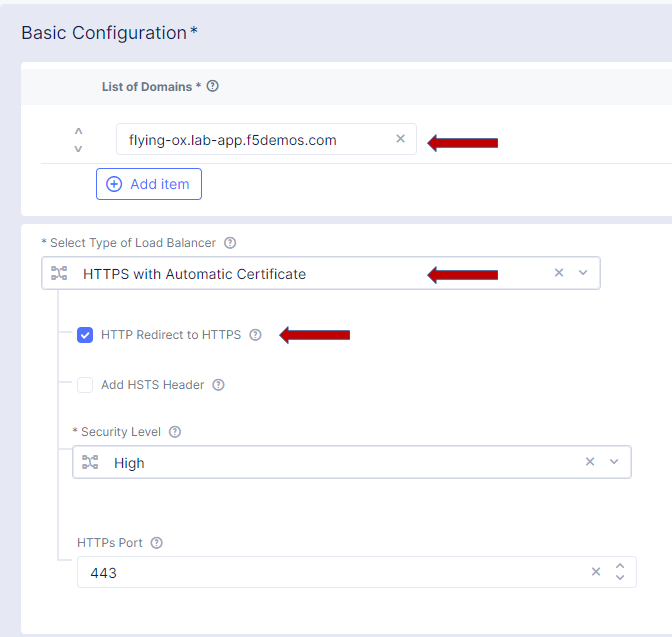 Basic Configuration*
List of Domains *
flying-ox.lab-app.f5demos.com
Add item
* Select Type of Load Balancer
HTTPS with Automatic Certificate
HTTP Redirect to HTTPS
Add HSTS Header
* Security Level
High
HTTPs Port
443